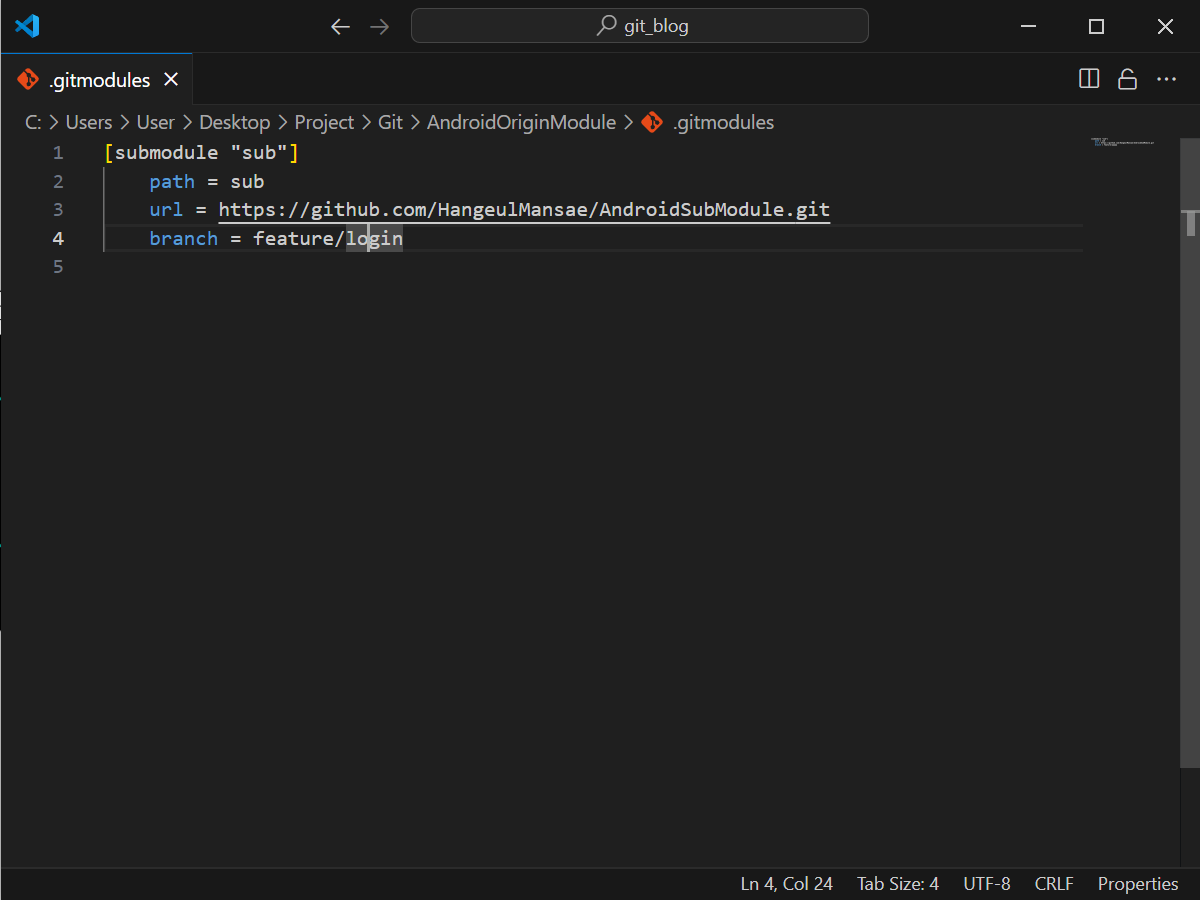 git_blog
.gitmodules
C: > Users > User > Desktop > Project > Git > AndroidOriginModule > .gitmodules
1 [submodule "sub"]
2 path = sub
3 url = https://github.com/HangeulMansae/AndroidSubModule.git
4 branch = feature/login
5
Ln 4, Col 24 Tab Size: 4 UTF-8 CRLF Properties